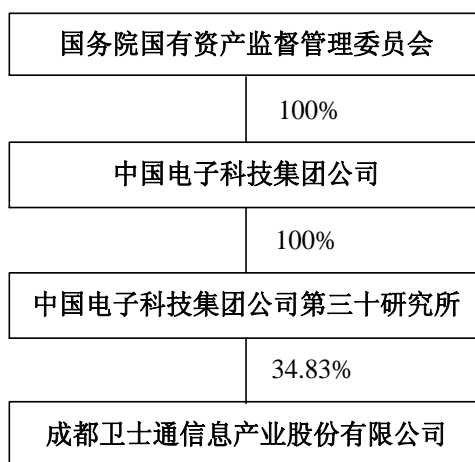 国务院国有资产监督管理委员会
100%
中国电子科技集团公司
100%
中国电子科技集团公司第三十研究所
34.83%
成都卫士通信息产业股份有限公司